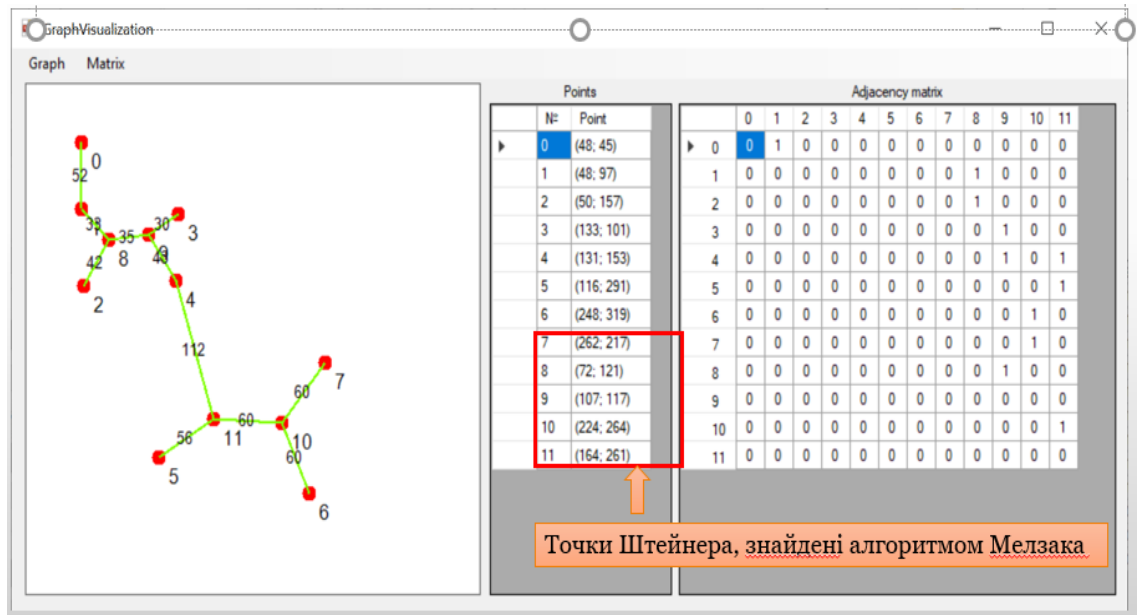 GraphVisualization
Graph Matrix
Points
Adjacency matrix
№ Point
0 (48; 45)
1 (48; 97)
2 (50; 157)
3 (133; 101)
4 (131; 153)
5 (116; 291)
6 (248; 319)
7 (262; 217)
8 (72; 121)
9 (107; 117)
10 (224; 264)
11 (164; 261)
0 1 2 3 4 5 6 7 8 9 10 11
0 0 1 0 0 0 0 0 0 0 0 0 0
1 0 0 0 0 0 0 0 0 1 0 0 0
2 0 0 0 0 0 0 0 0 1 0 0 0
3 0 0 0 0 0 0 0 0 0 1 0 0
4 0 0 0 0 0 0 0 0 0 1 0 1
5 0 0 0 0 0 0 0 0 0 0 0 1
6 0 0 0 0 0 0 0 0 0 0 1 0
7 0 0 0 0 0 0 0 0 0 0 1 0
8 0 0 0 0 0 0 0 0 0 1 0 0
9 0 0 0 0 0 0 0 0 0 0 0 0
10 0 0 0 0 0 0 0 0 0 0 0 1
11 0 0 0 0 0 0 0 0 0 0 0 0
0
52
35 30
3
42 8
4
2
112
7
60
60
56 11 10
60
5
6
Точки Штейнера, знайдені алгоритмом Мелзака